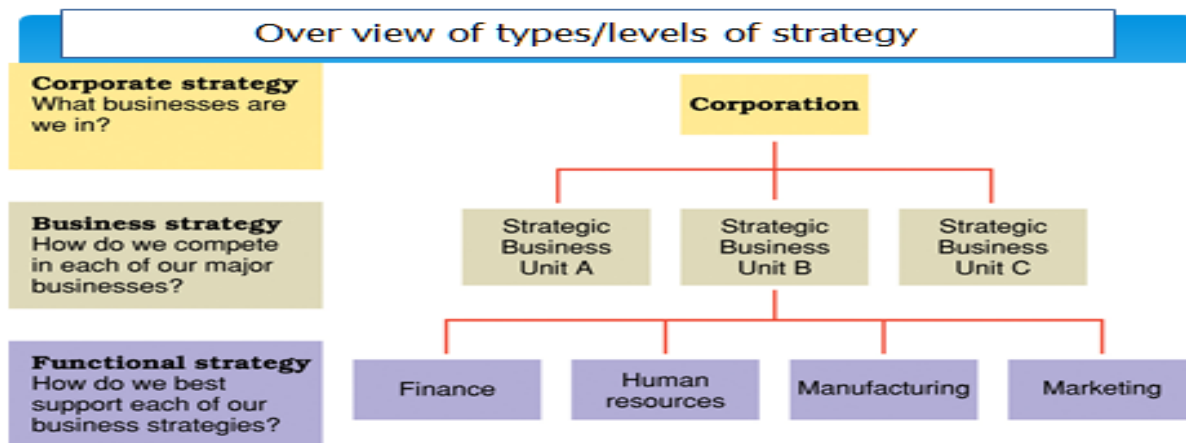 Over view of types/levels of strategy
Corporate strategy
What businesses are
we in?
Corporation
Business strategy
How do we compete
in each of our major
businesses?
Strategic
Business
Unit A
Strategic
Business
Unit B
Strategic
Business
Unit C
Functional strategy
How do we best
support each of our
business strategies?
Finance
Human
resources
Manufacturing
Marketing